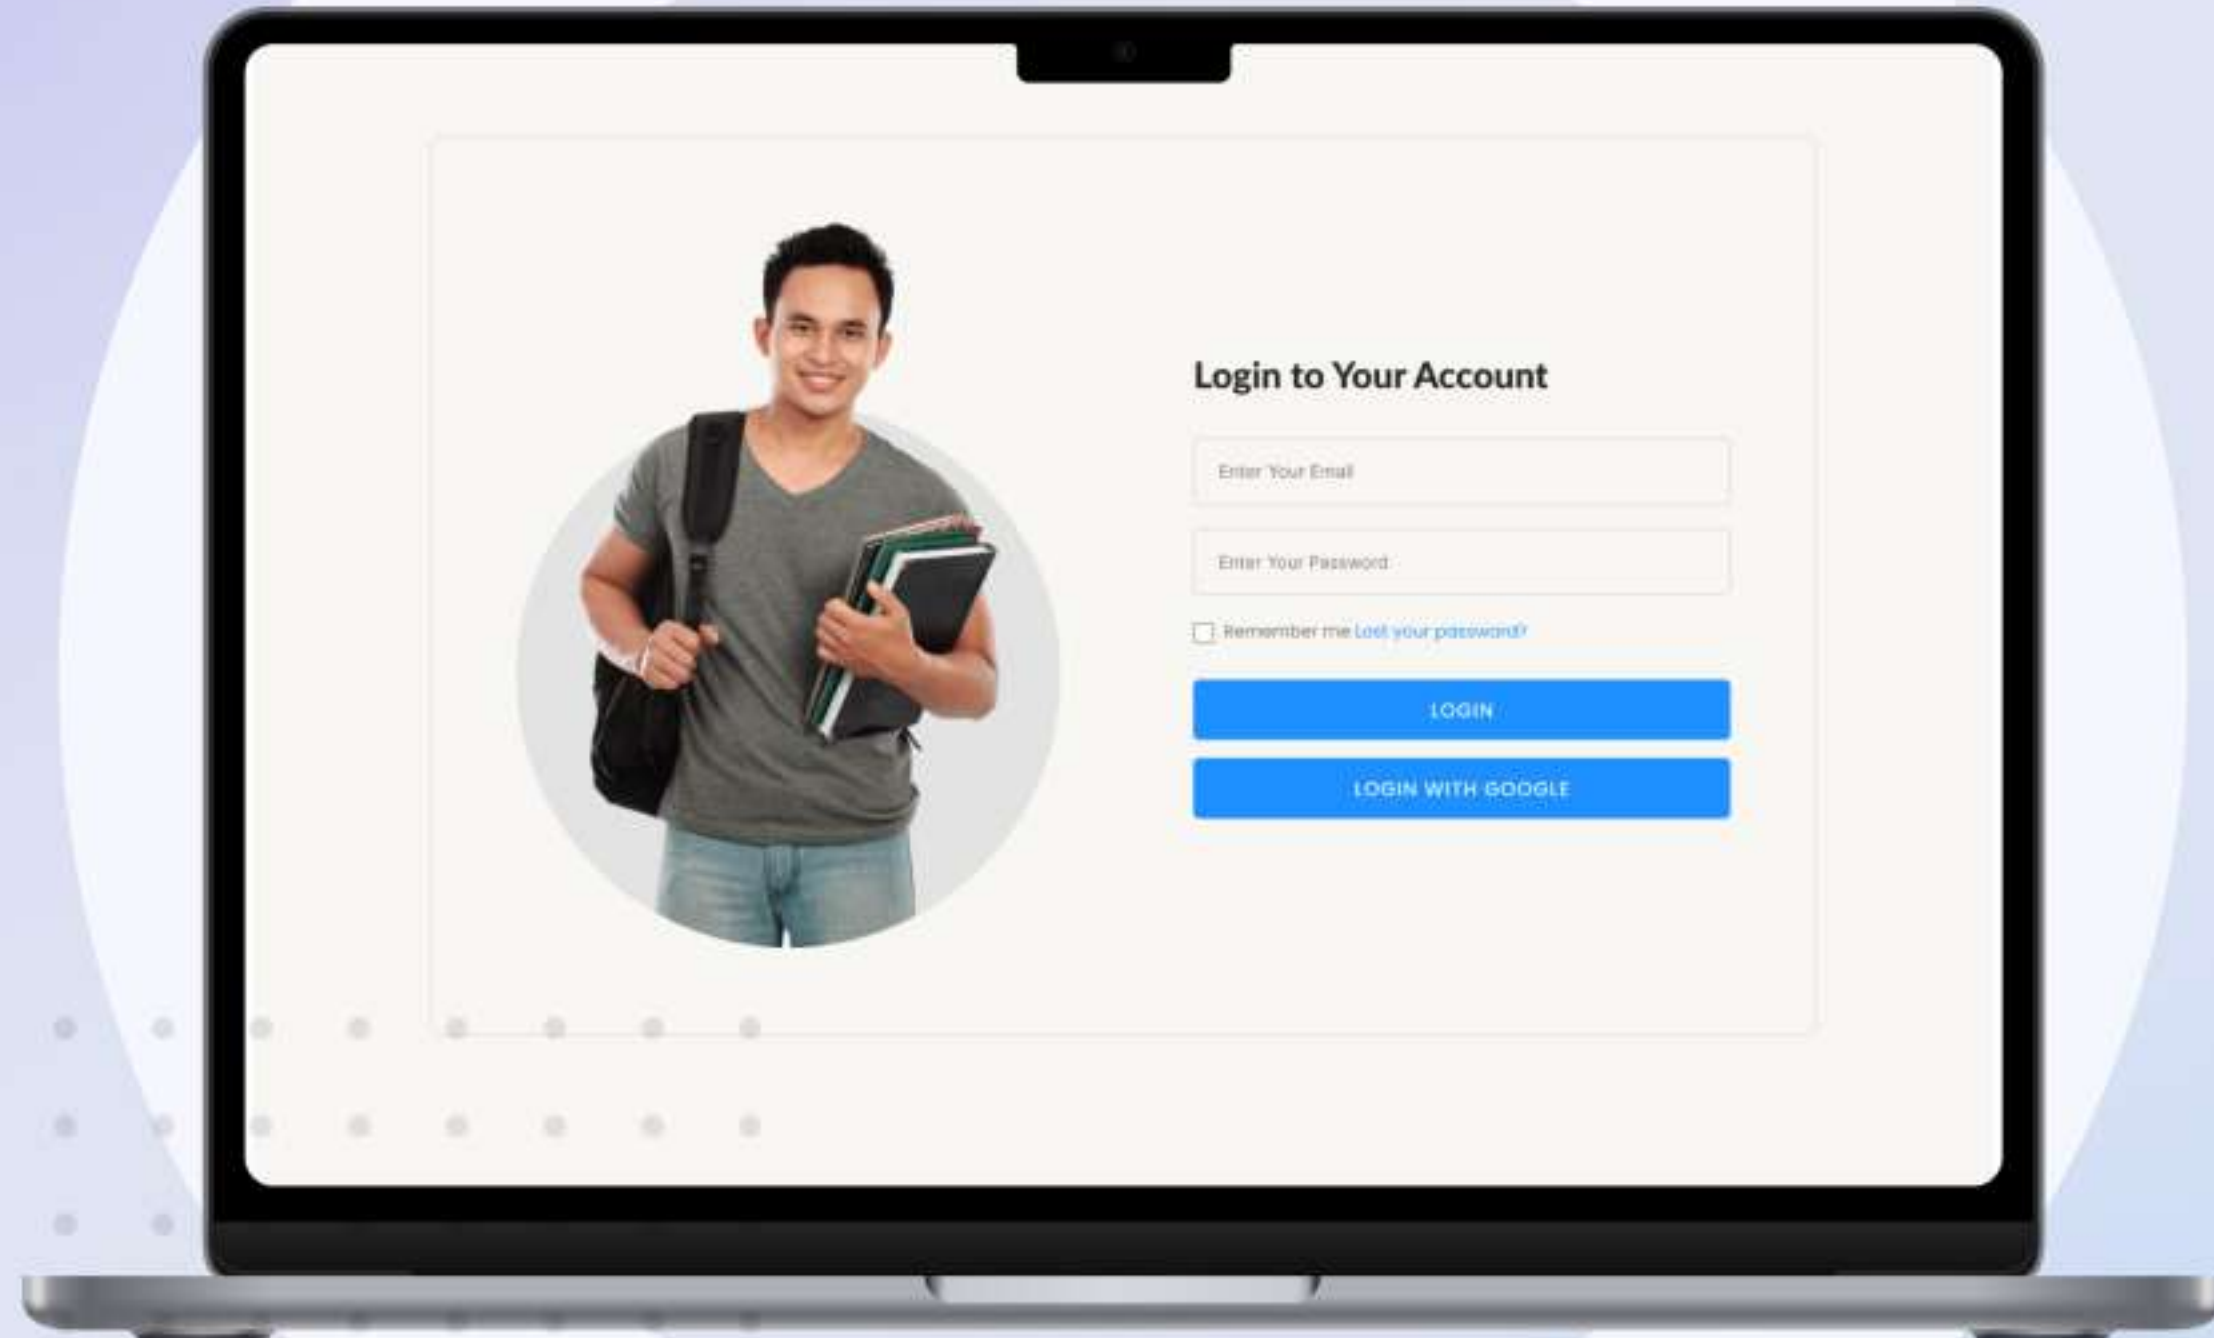 Login to Your Account
Enter Your Email
Enter Your Password
Remember me Lost your password?
LOGIN
LOGIN WITH GOOGLE